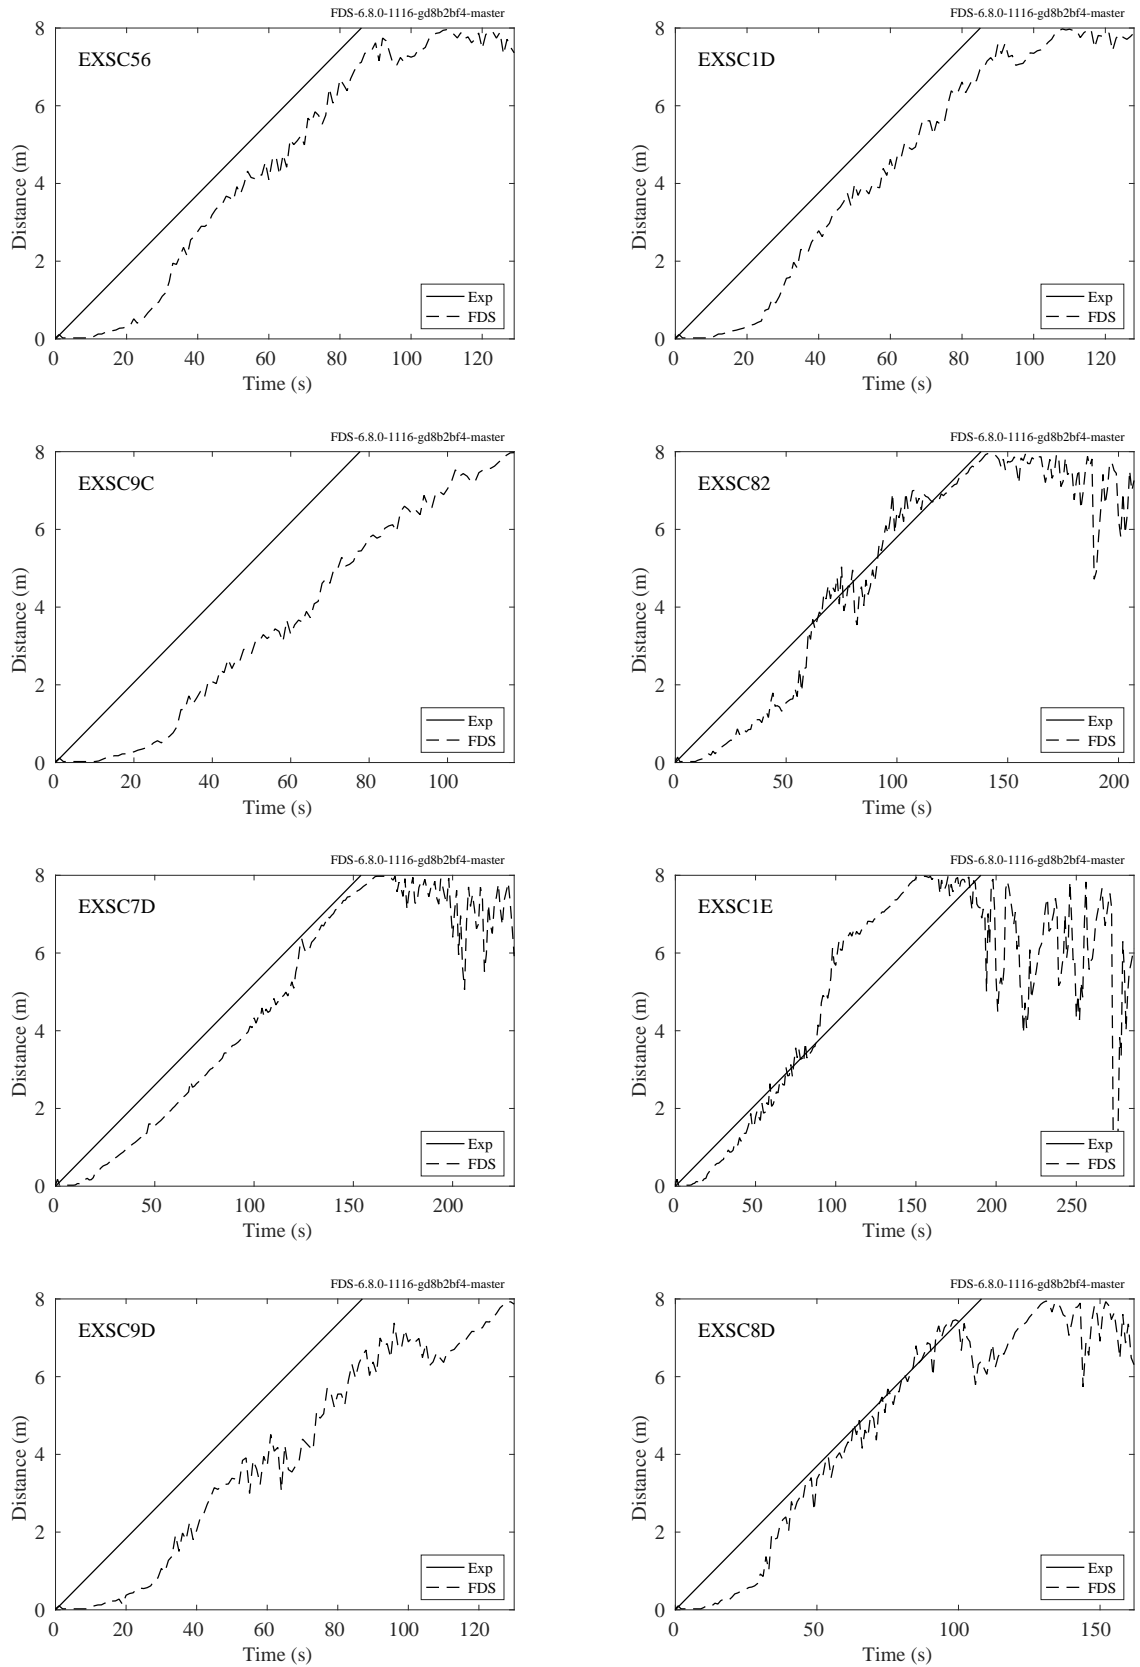 FDS-6.8.0-1116-gd8b2bf4-master
EXSC56
8
6
4
2
0
Distance (m)
Exp
FDS
0 20 40 60 80 100 120
Time (s)
FDS-6.8.0-1116-gd8b2bf4-master
EXSC1D
8
6
4
2
0
Distance (m)
Exp
FDS
0 20 40 60 80 100 120
Time (s)
FDS-6.8.0-1116-gd8b2bf4-master
EXSC9C
8
6
4
2
0
Distance (m)
Exp
FDS
0 20 40 60 80 100
Time (s)
FDS-6.8.0-1116-gd8b2bf4-master
EXSC82
8
6
4
2
0
Distance (m)
Exp
FDS
0 50 100 150 200
Time (s)
FDS-6.8.0-1116-gd8b2bf4-master
EXSC7D
8
6
4
2
0
Distance (m)
Exp
FDS
0 50 100 150 200
Time (s)
FDS-6.8.0-1116-gd8b2bf4-master
EXSC1E
8
6
4
2
0
Distance (m)
Exp
FDS
0 50 100 150 200 250
Time (s)
FDS-6.8.0-1116-gd8b2bf4-master
EXSC9D
8
6
4
2
0
Distance (m)
Exp
FDS
0 20 40 60 80 100 120
Time (s)
FDS-6.8.0-1116-gd8b2bf4-master
EXSC8D
8
6
4
2
0
Distance (m)
Exp
FDS
0 50 100 150
Time (s)